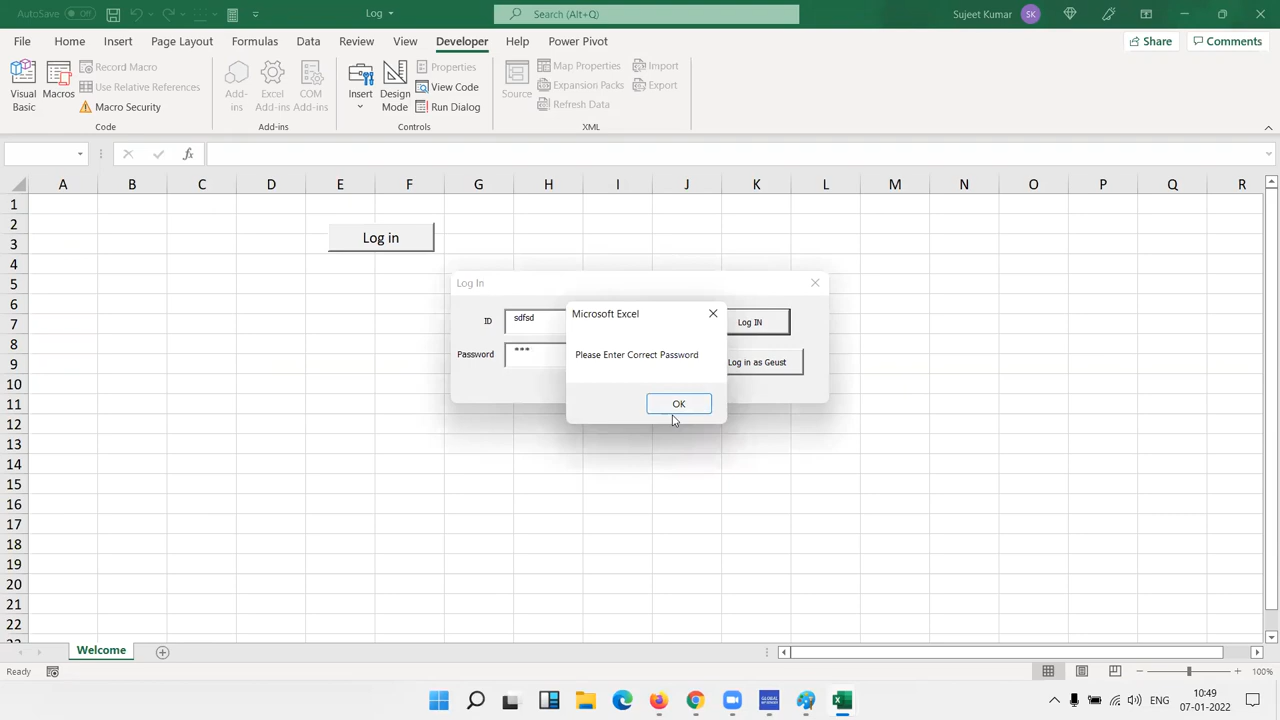 AutoSave Off Log Search (Alt+Q) Sujeet Kumar SK
File Home Insert Page Layout Formulas Data Review View Developer Help Power Pivot Share Comments
Visual Basic Macros Record Macro Use Relative References Macro Security Code
Add-ins Excel Add-ins COM Add-ins Add-ins
Insert Design Mode Properties View Code Run Dialog Controls
Source Map Properties Expansion Packs Refresh Data Import Export XML
fx
A B C D E F G H I J K L M N O P Q R
1
2
3
4
5
6
7
8
9
10
11
12
13
14
15
16
17
18
19
20
21
22
Log in
Log In
ID sdfsd Log IN
Password *** Log in as Geust
Microsoft Excel
Please Enter Correct Password
OK
Welcome
Ready 100%
GLOBAL
ENG 10:49
07-01-2022